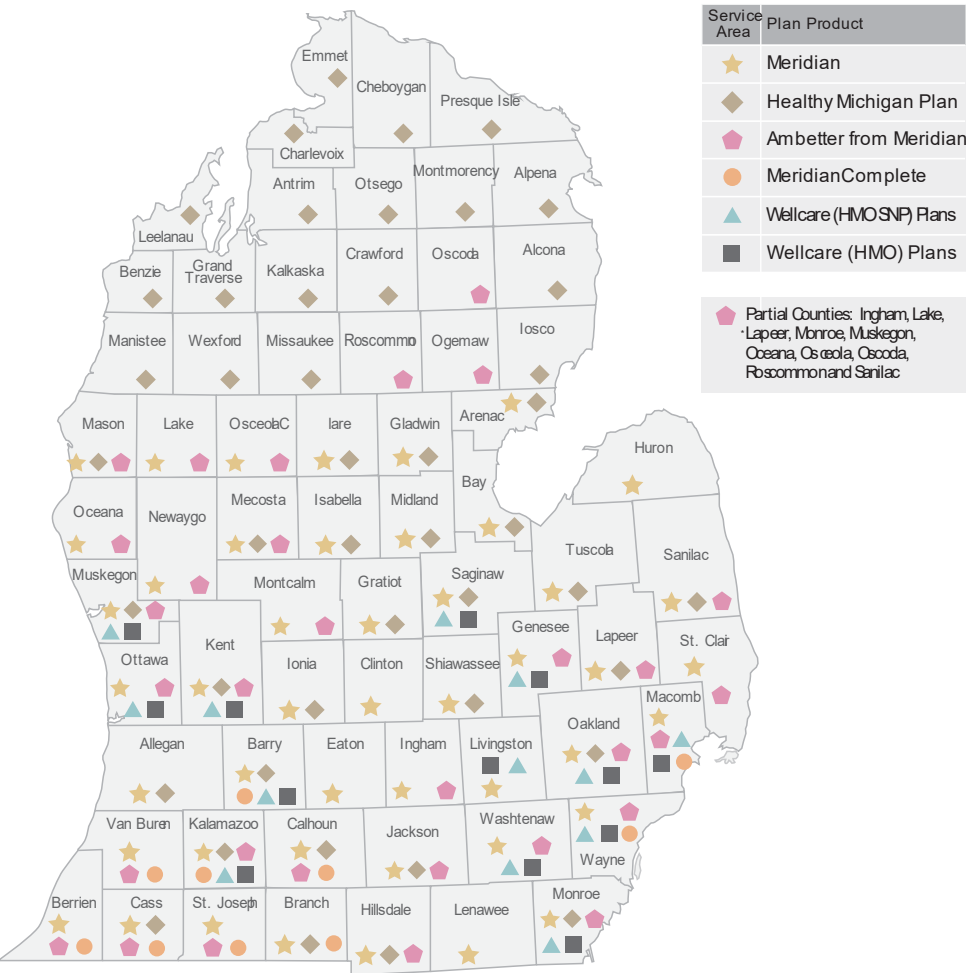 Service Area Plan Product
Meridian
Healthy Michigan Plan
Ambetter from Meridian
MeridianComplete
Wellcare (HMO SNP) Plans
Wellcare (HMO) Plans
Partial Counties: Ingham, Lake,
Lapeer, Monroe, Muskegon,
Oceana, Osceola, Oscoda,
Roscommon and Sanilac
Emmet
Cheboygan
Presque Isle
Charlevoix
Antrim
Otsego
Montmorency
Alpena
Leelanau
Benzie
Grand
Traverse
Kalkaska
Crawford
Oscoda
Alcona
Manistee
Wexford
Missaukee
Roscommon
Ogemaw
Iosco
Mason
Lake
OsceolaC
lare
Gladwin
Arenac
Huron
Oceana
Newaygo
Mecosta
Isabella
Midland
Bay
Tuscola
Sanilac
Muskegon
Montcalm
Gratiot
Saginaw
Genesee
Lapeer
St. Clair
Ottawa
Kent
Ionia
Clinton
Shiawassee
Macomb
Oakland
Allegan
Barry
Eaton
Ingham
Livingston
Van Buren
Kalamazoo
Calhoun
Jackson
Washtenaw
Wayne
Berrien
Cass
St. Joseph
Branch
Hillsdale
Lenawee
Monroe